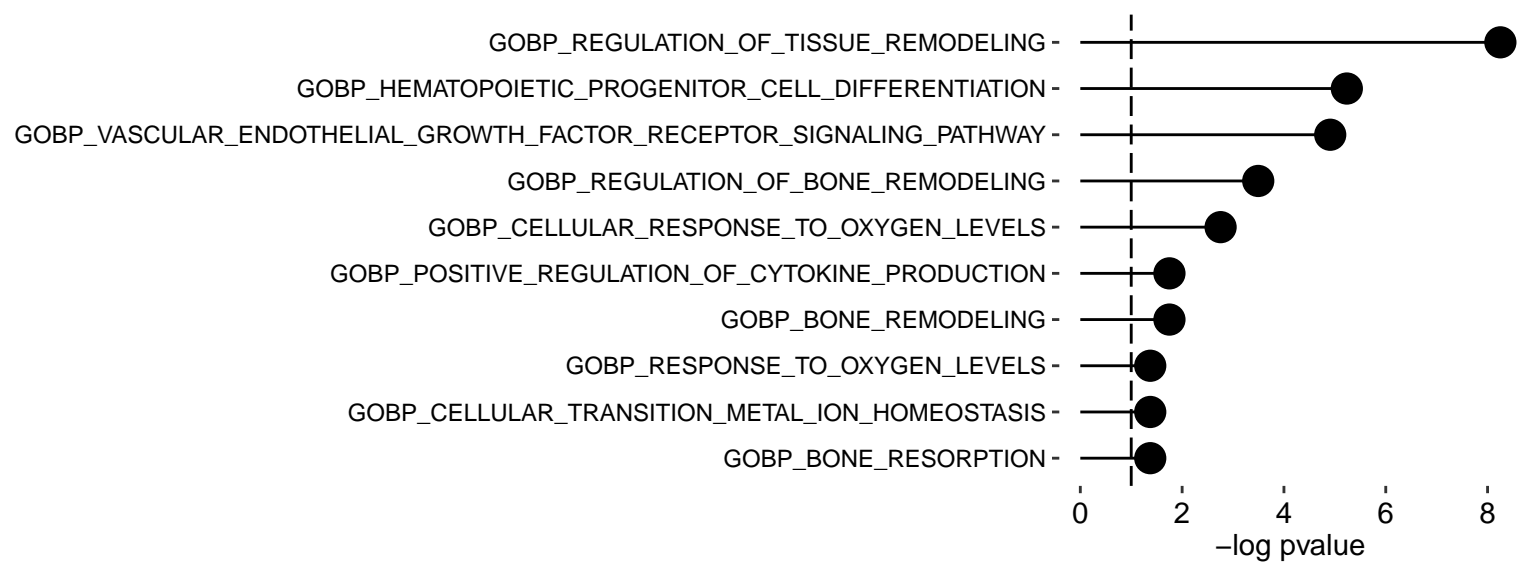 GOBP_REGULATION_OF_TISSUE_REMODELING
GOBP_HEMATOPOIETIC_PROGENITOR_CELL_DIFFERENTIATION
GOBP_VASCULAR_ENDOTHELIAL_GROWTH_FACTOR_RECEPTOR_SIGNALING_PATHWAY
GOBP_REGULATION_OF_BONE_REMODELING
GOBP_CELLULAR_RESPONSE_TO_OXYGEN_LEVELS
GOBP_POSITIVE_REGULATION_OF_CYTOKINE_PRODUCTION
GOBP_BONE_REMODELING
GOBP_RESPONSE_TO_OXYGEN_LEVELS
GOBP_CELLULAR_TRANSITION_METAL_ION_HOMEOSTASIS
GOBP_BONE_RESORPTION
0 2 4 6 8
−log pvalue